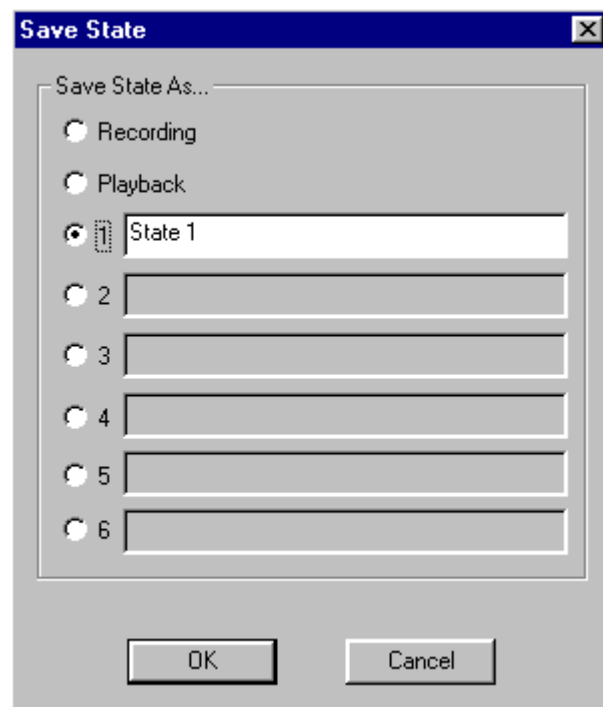 Save State
Save State As...
Recording
Playback
1 State 1
2
3
4
5
6
OK Cancel